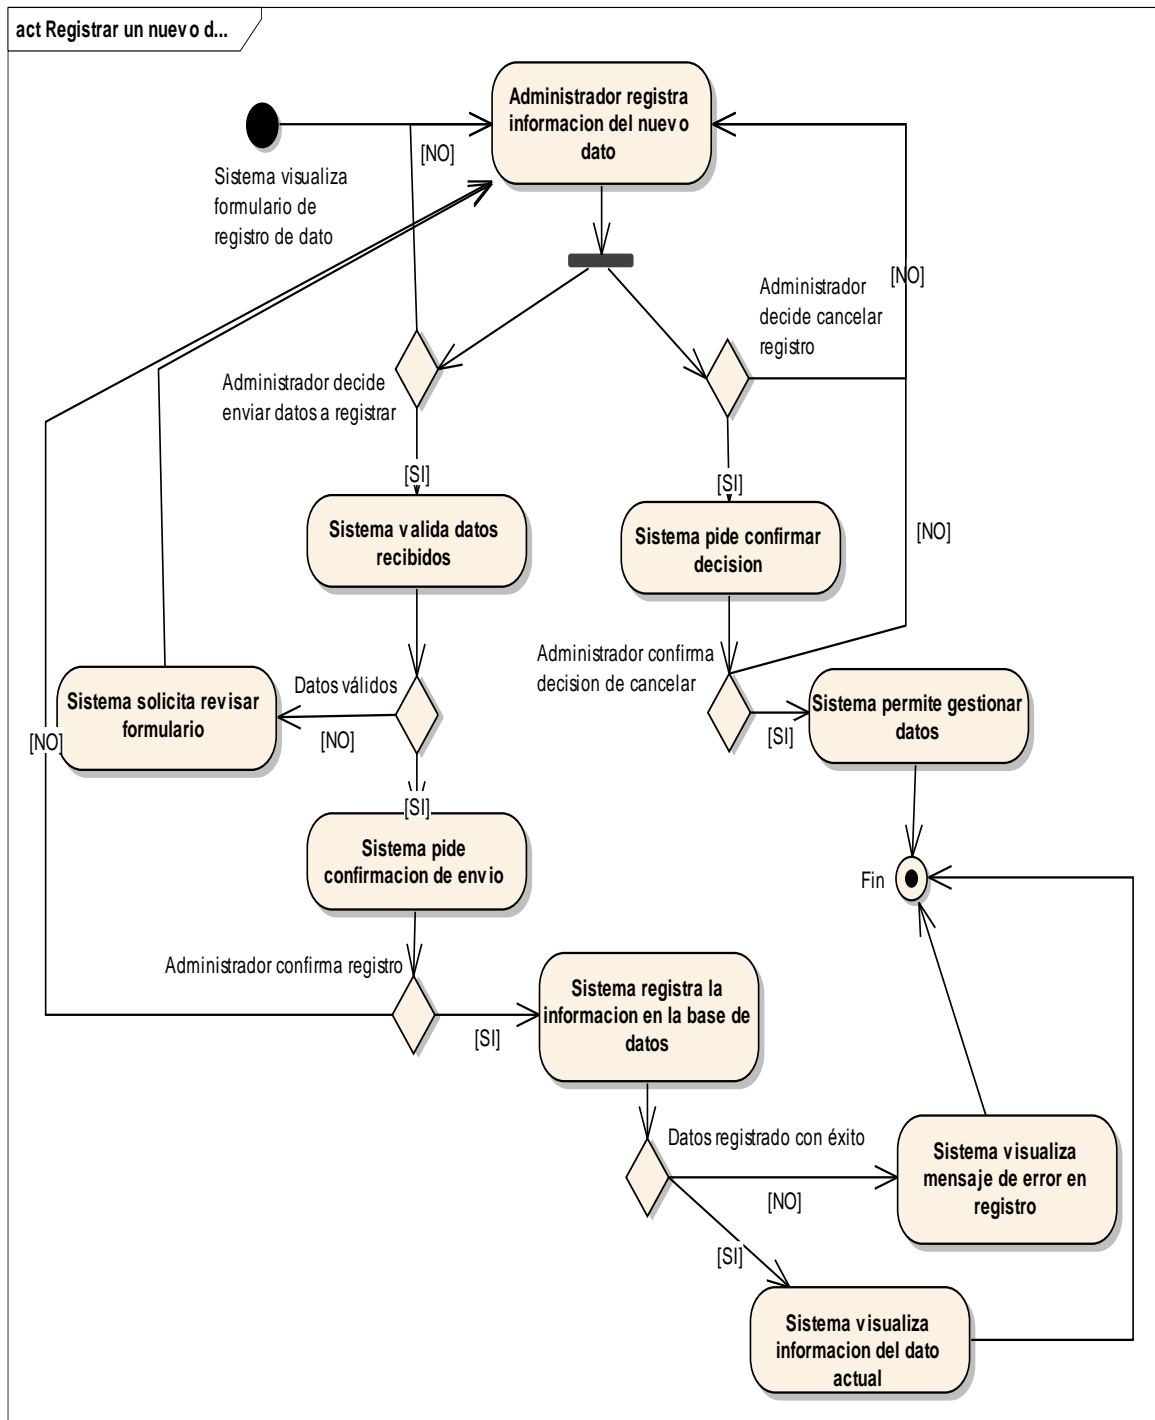 act Registrar un nuevo d...
Administrador registra
informacion del nuevo
dato
[NO]
Sistema visualiza
formulario de
registro de dato
[NO]
Administrador
decide cancelar
registro
Administrador decide
enviar datos a registrar
[SI]
[SI]
Sistema valida datos
recibidos
Sistema pide confirmar
decision
[NO]
Administrador confirma
decision de cancelar
Datos válidos
Sistema solicita revisar
formulario
[NO]
[NO]
[SI]
Sistema permite gestionar
datos
[SI]
Sistema pide
confirmacion de envio
Fin
Administrador confirma registro
[SI]
Sistema registra la
informacion en la base de
datos
Datos registrado con éxito
[NO]
Sistema visualiza
mensaje de error en
registro
[SI]
Sistema visualiza
informacion del dato
actual